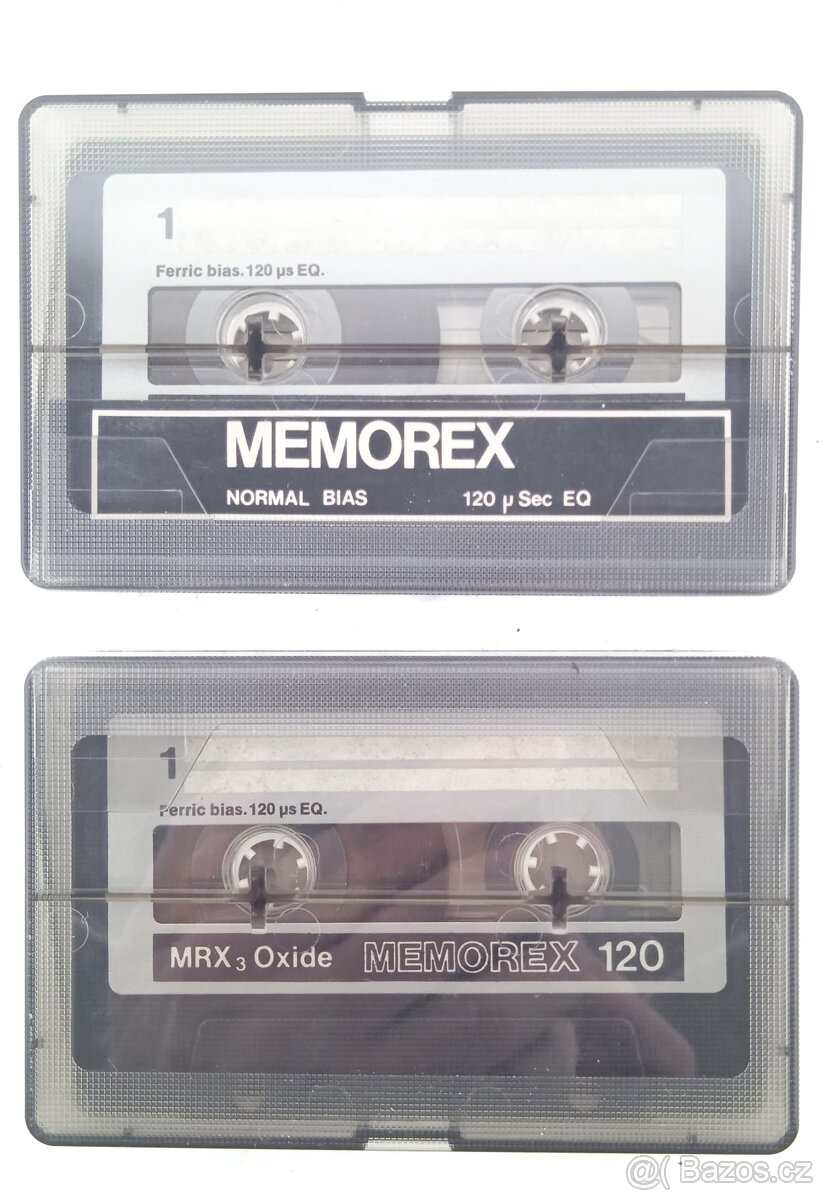 1
Ferric bias.120 µs EQ.
MEMOREX
NORMAL BIAS 120 µ Sec EQ
1
Ferric bias.120 µs EQ.
MRX3 Oxide MEMOREX 120
@( Bazos.cz